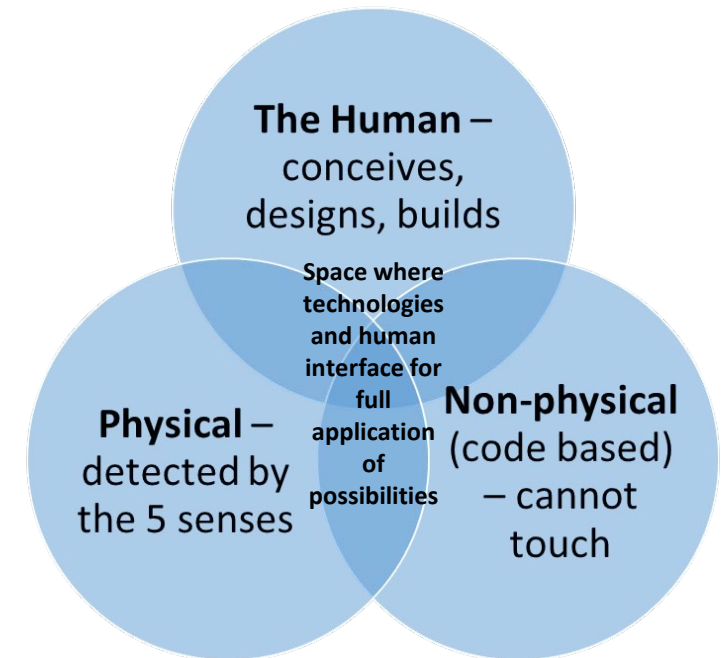 The Human –
conceives,
designs, builds
Space where
technologies
and human
interface for
full
application
of
possibilities
Physical –
detected by
the 5 senses
Non-physical
(code based)
– cannot
touch